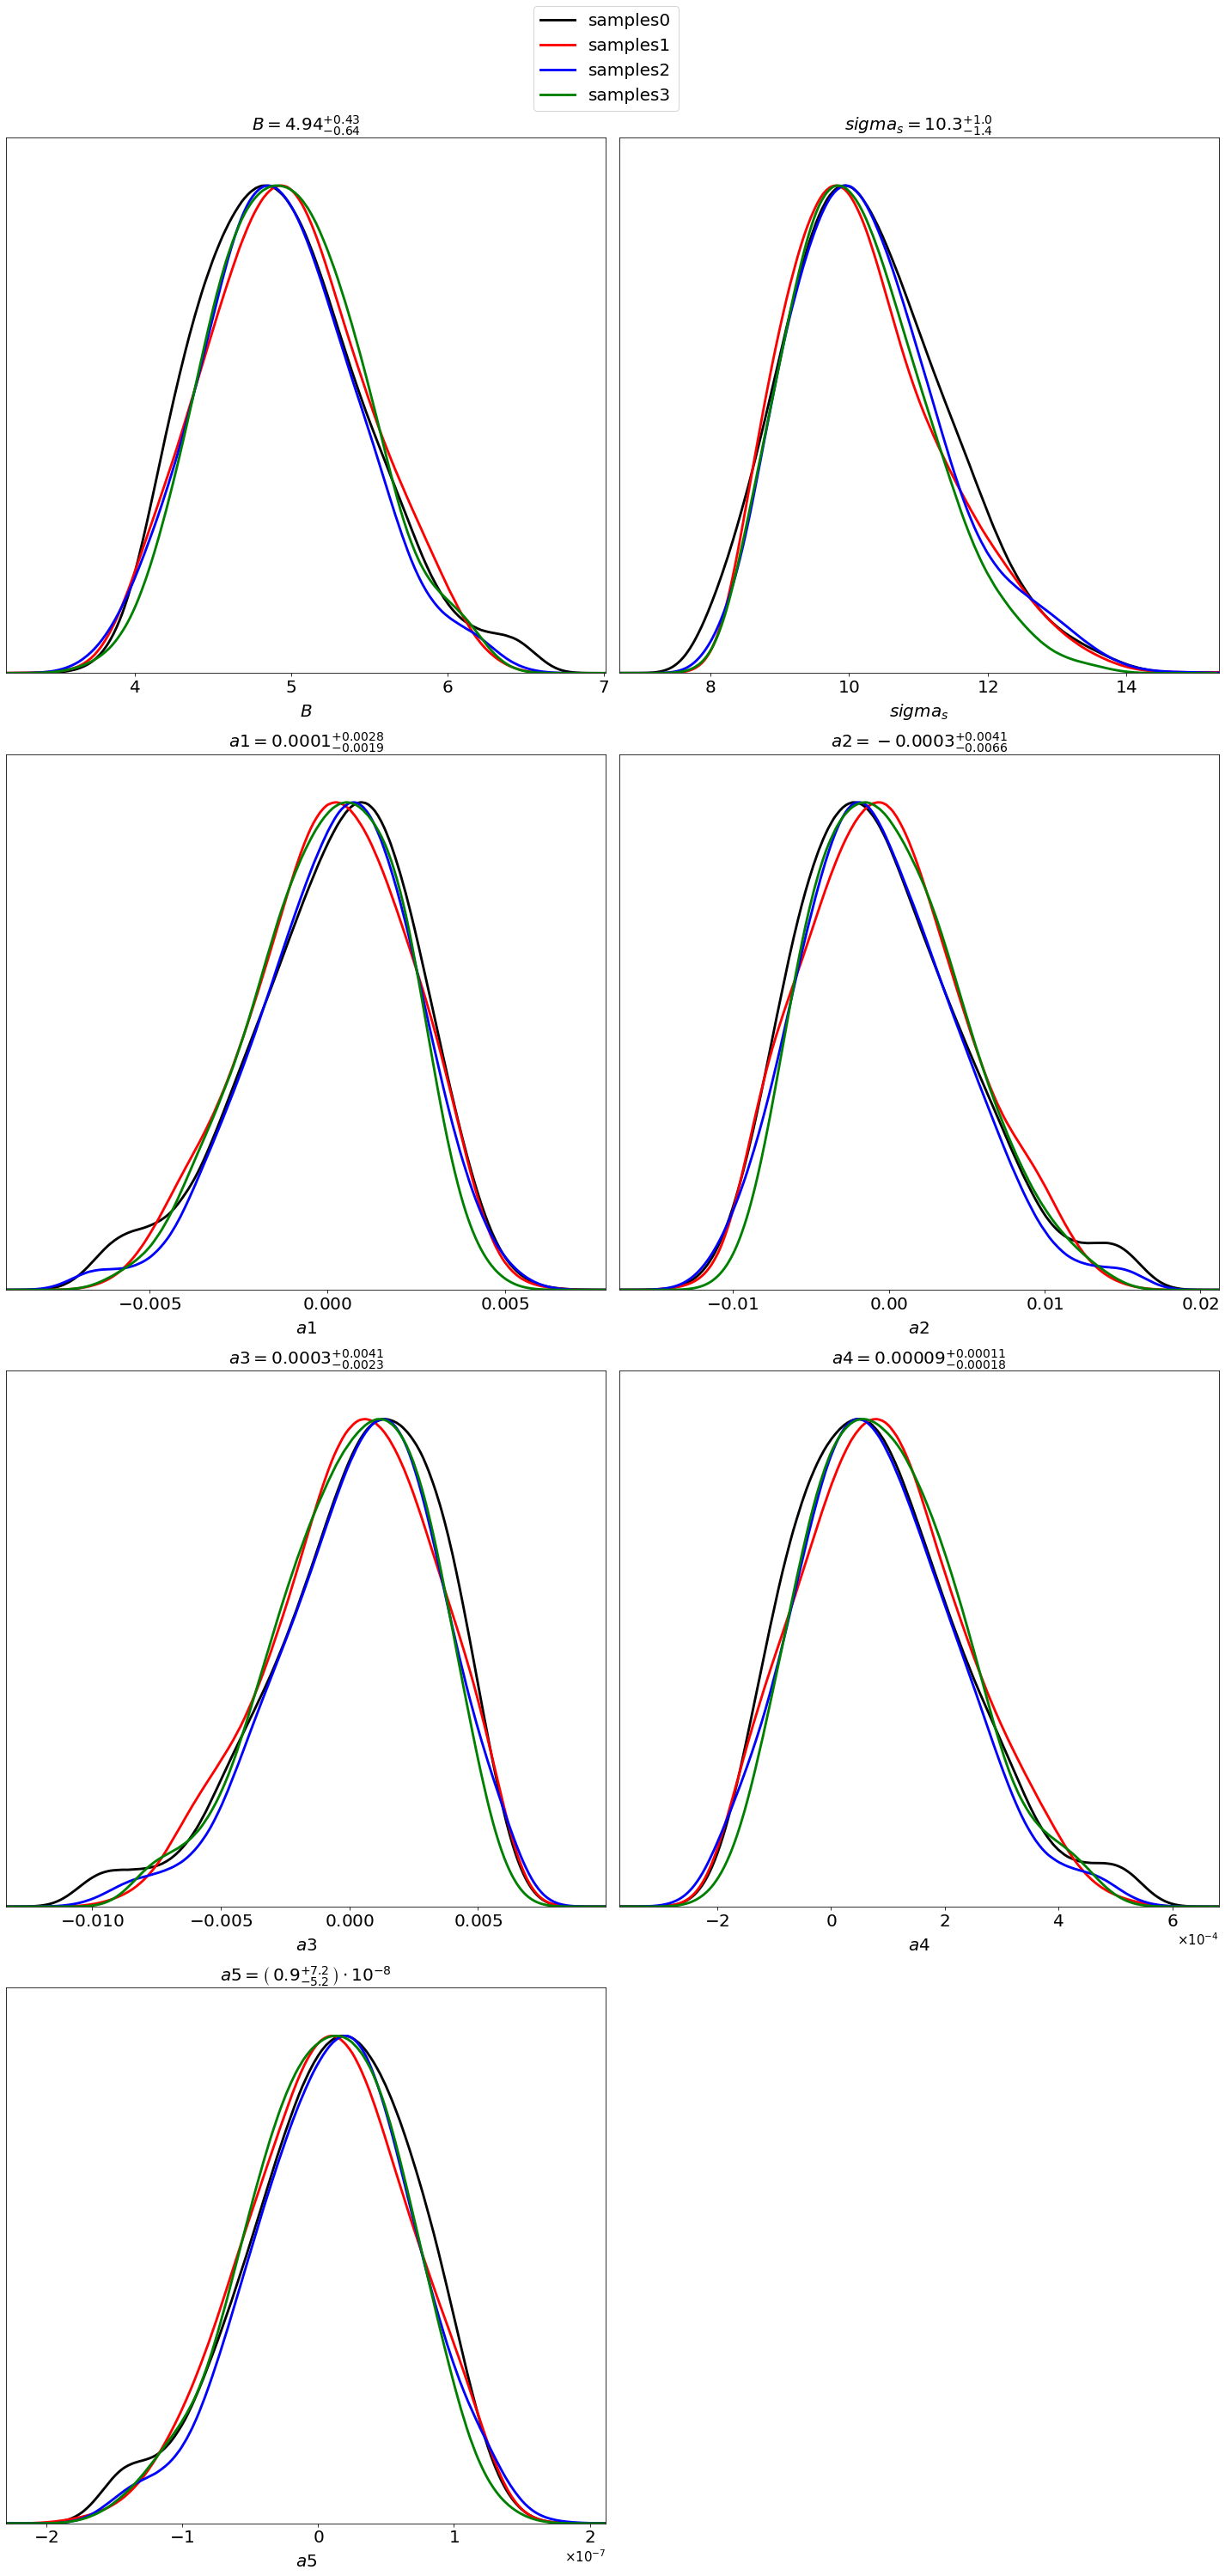 samples0
samples1
samples2
samples3
B = 4.94^{+0.43}_{-0.64}
sigma_s = 10.3^{+1.0}_{-1.4}
4 5 6 7
8 10 12 14
B
sigma_s
a1 = 0.0001^{+0.0028}_{-0.0019}
a2 = −0.0003^{+0.0041}_{-0.0066}
−0.005 0.000 0.005
−0.01 0.00 0.01 0.02
a1
a2
a3 = 0.0003^{+0.0041}_{-0.0023}
a4 = 0.00009^{+0.00011}_{-0.00018}
−0.010 −0.005 0.000 0.005
−2 0 2 4 6
×10^{−4}
a3
a4
a5 = (0.9^{+7.2}_{-5.2}) · 10^{−8}
−2 −1 0 1 2
×10^{−7}
a5